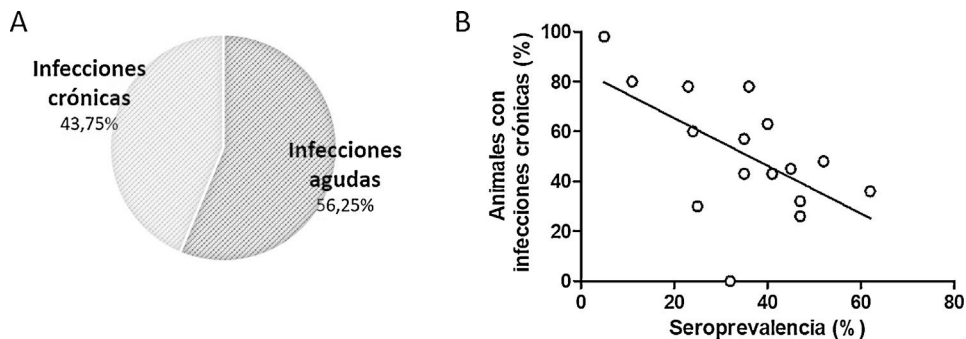 A
Infecciones
crónicas
43,75%
Infecciones
agudas
56,25%
B
Animales con
infecciones crónicas (%)
100
80
60
40
20
0
0 20 40 60 80
Seroprevalencia (%)